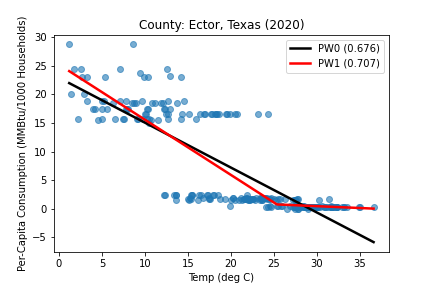 County: Ector, Texas (2020)
PW0 (0.676)
PW1 (0.707)
Per-Capita Consumption (MMBtu/1000 Households)
30
25
20
15
10
5
0
−5
0 5 10 15 20 25 30 35
Temp (deg C)